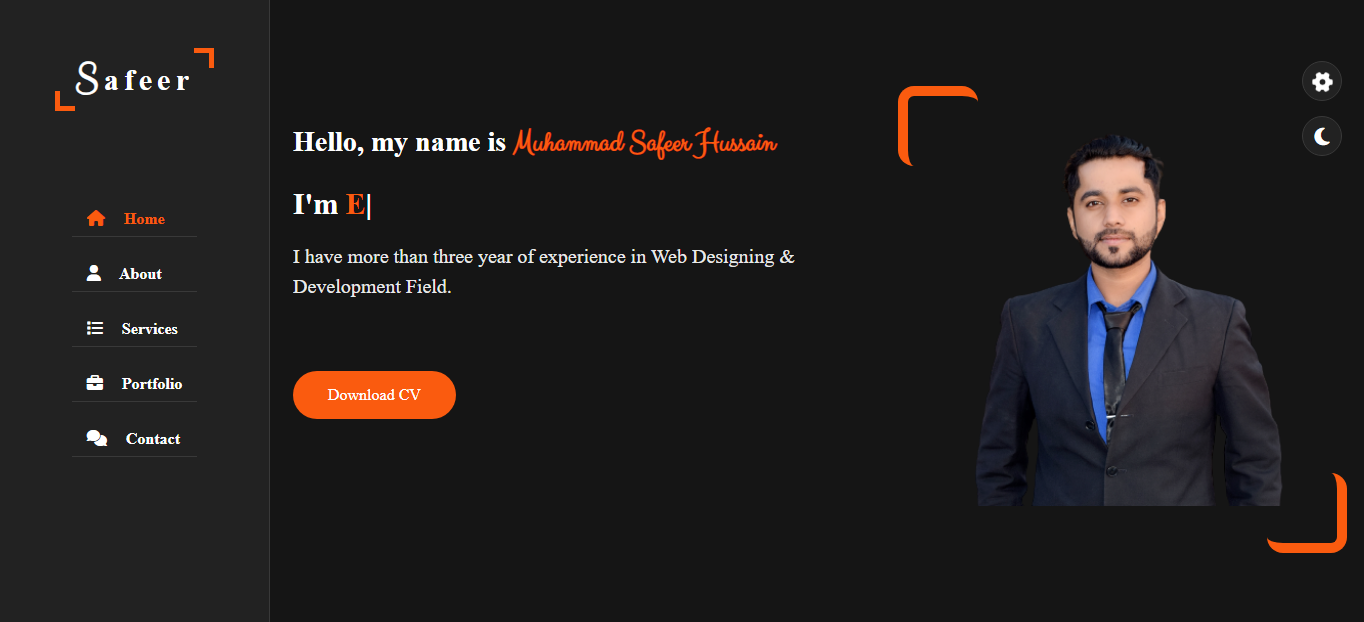 Safeer
Home
About
Services
Portfolio
Contact
Hello, my name is Muhammad Safeer Hussain
I'm E|
I have more than three year of experience in Web Designing &
Development Field.
Download CV